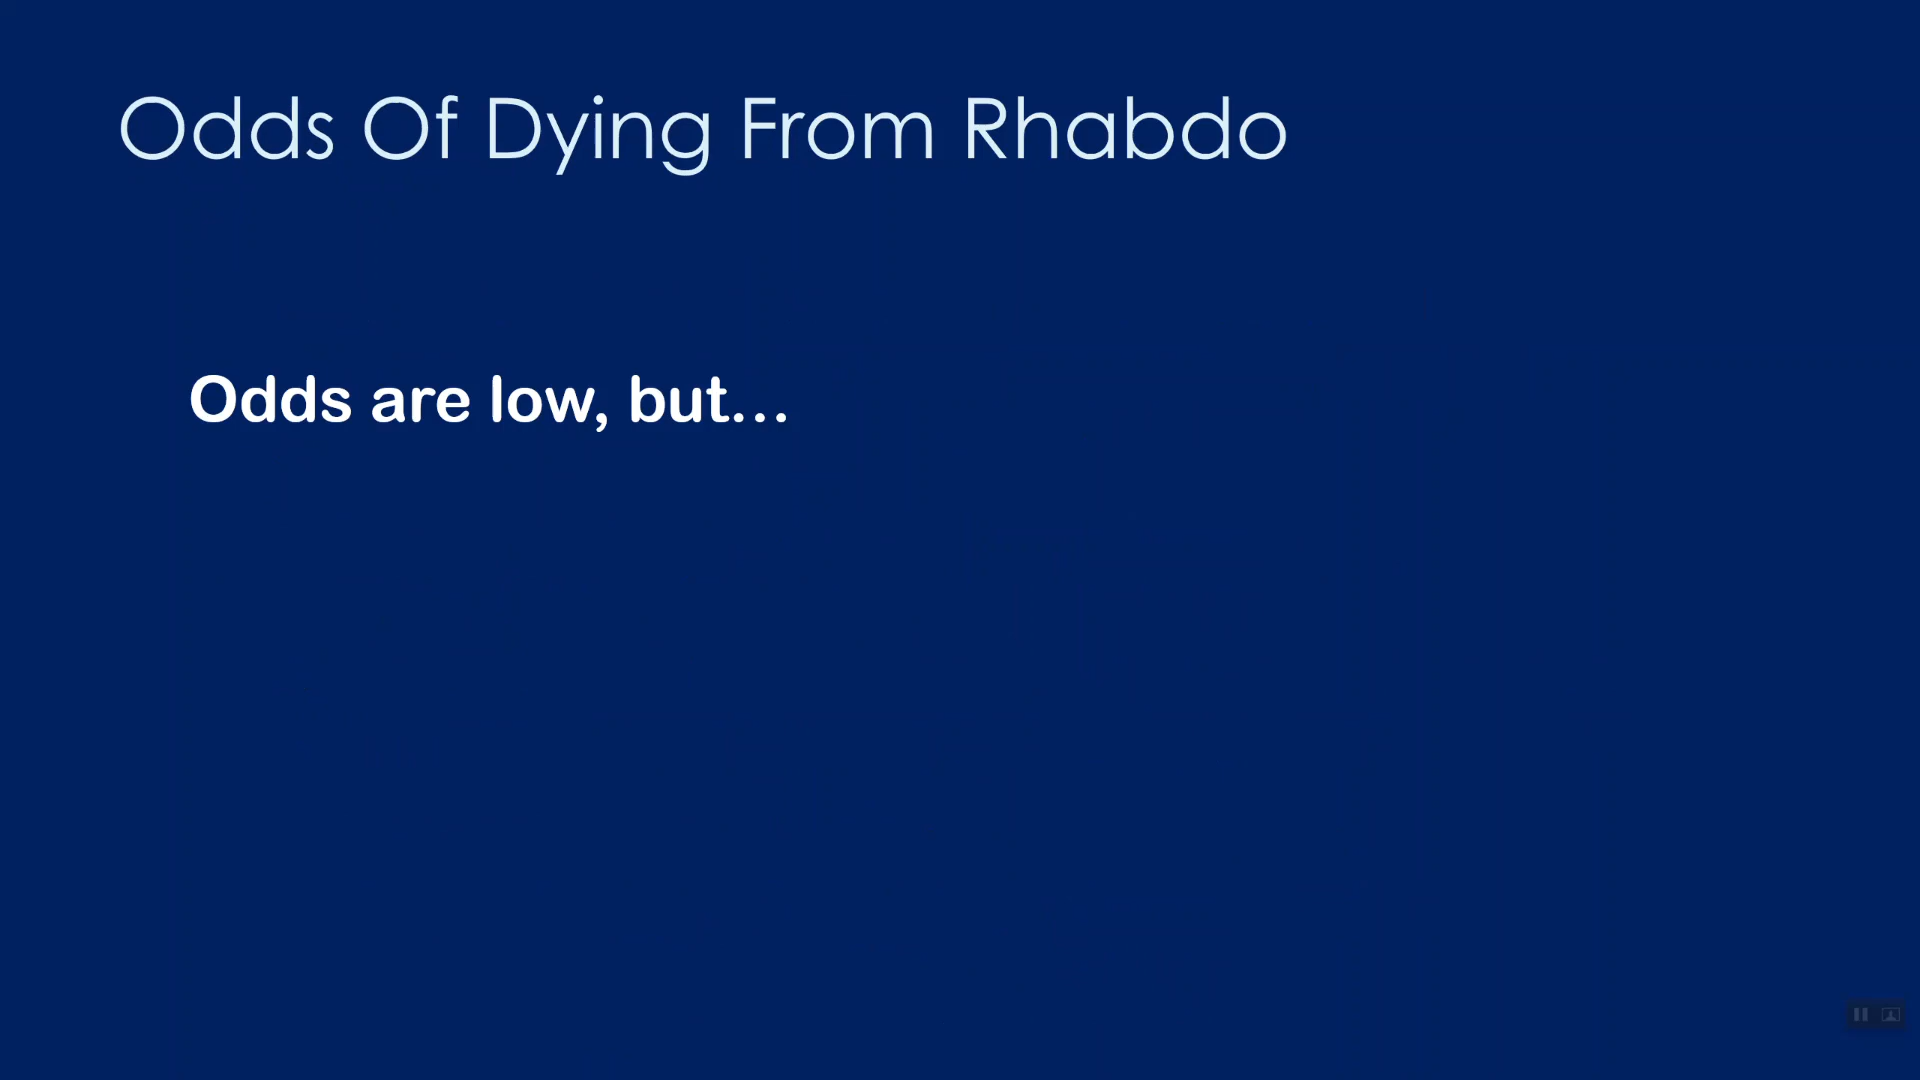 Odds Of Dying From Rhabdo
Odds are low, but...